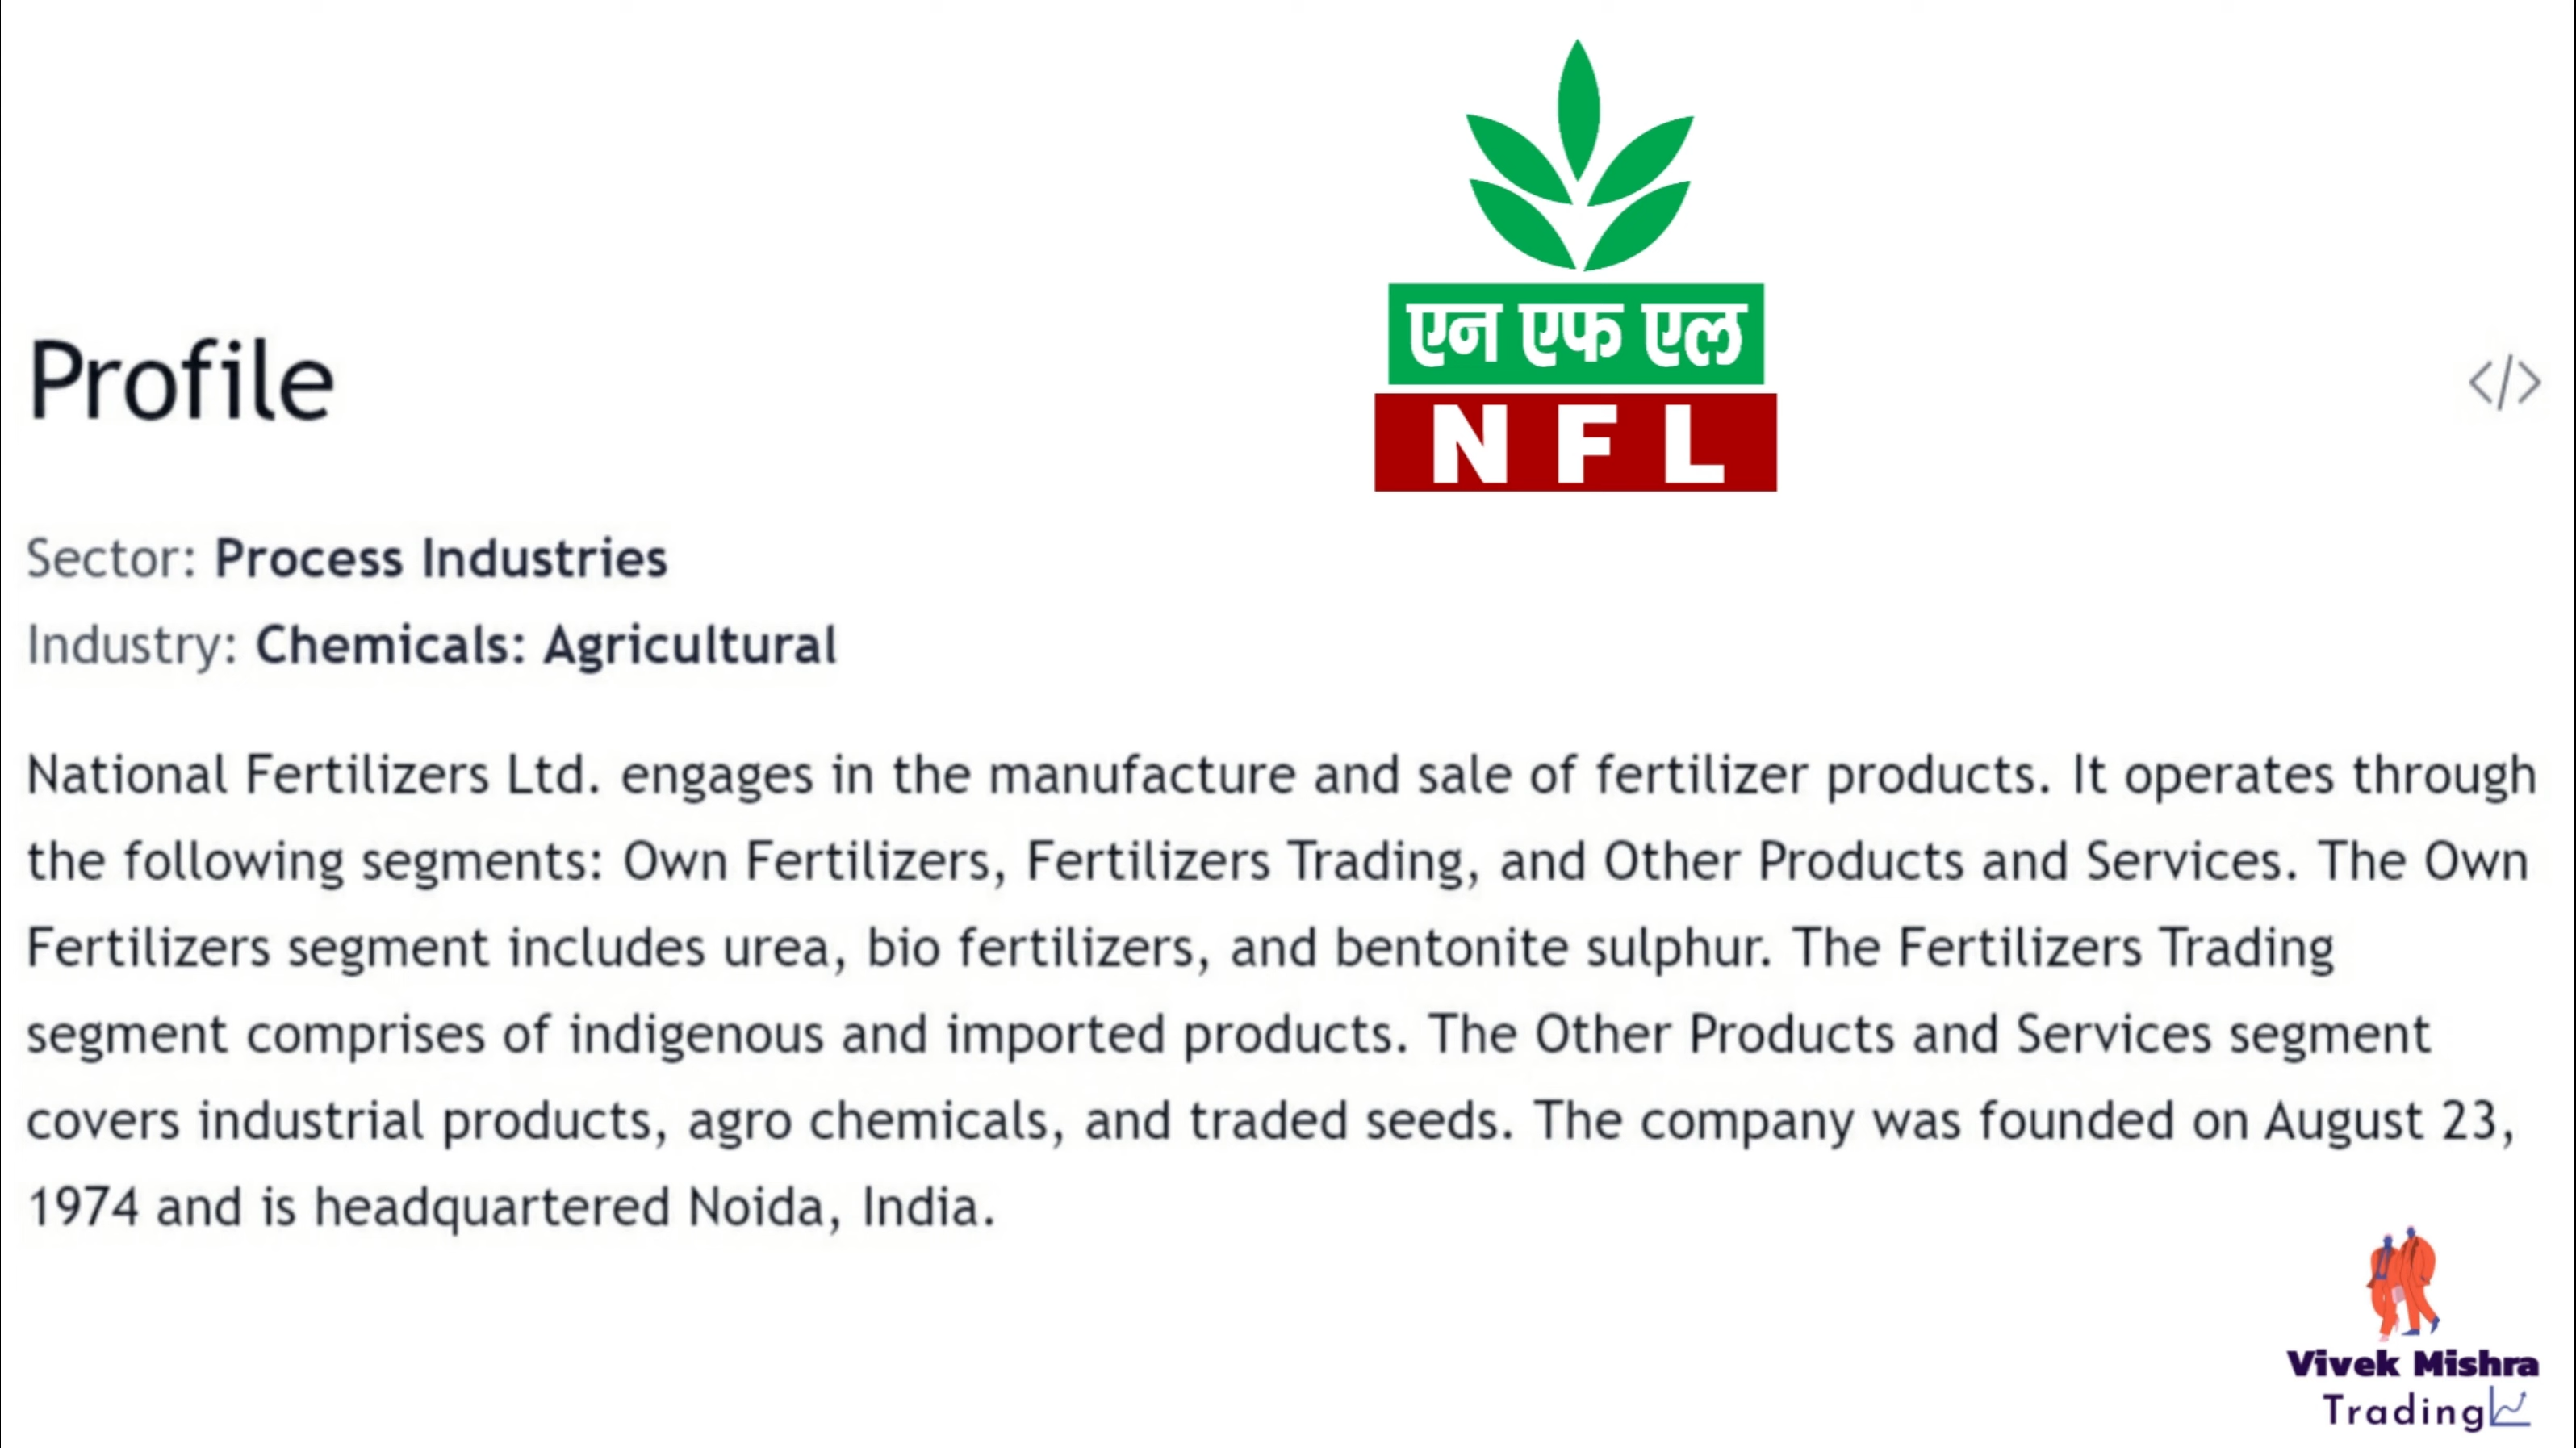 एन एफ एल
N F L
Profile
</>
Sector: Process Industries
Industry: Chemicals: Agricultural
National Fertilizers Ltd. engages in the manufacture and sale of fertilizer products. It operates through
the following segments: Own Fertilizers, Fertilizers Trading, and Other Products and Services. The Own
Fertilizers segment includes urea, bio fertilizers, and bentonite sulphur. The Fertilizers Trading
segment comprises of indigenous and imported products. The Other Products and Services segment
covers industrial products, agro chemicals, and traded seeds. The company was founded on August 23,
1974 and is headquartered Noida, India.
Vivek Mishra
Trading